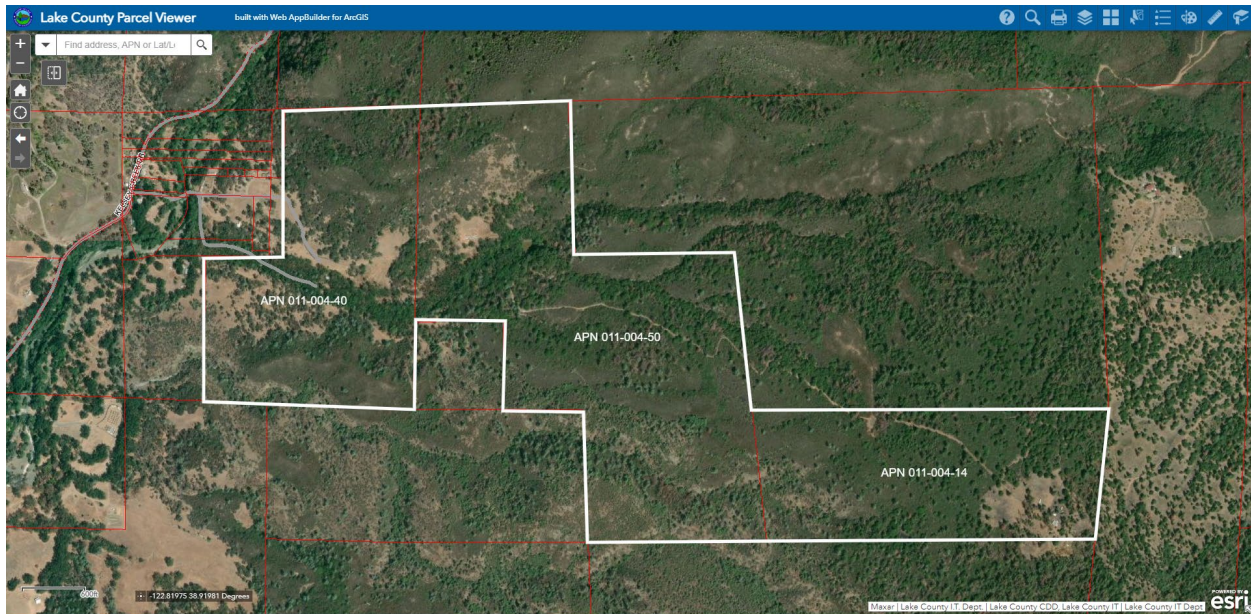 Lake County Parcel Viewer
built with Web AppBuilder for ArcGIS
Find address, APN or Lat/L
APN 011-004-40
APN 011-004-50
APN 011-004-14
600ft
-122.81975 38.91981 Degrees
Maxar | Lake County I.T. Dept. | Lake County CDD, Lake County IT | Lake County IT Dept
POWERED BY
esri